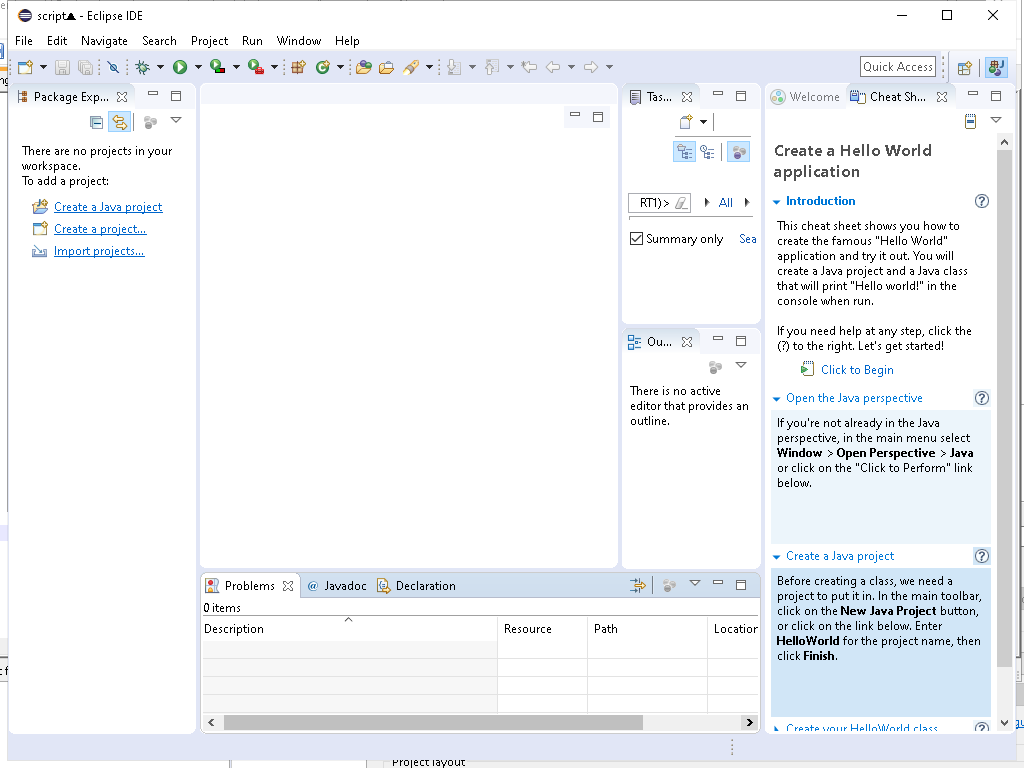 script▲ - Eclipse IDE
File Edit Navigate Search Project Run Window Help
Quick Access
Package Exp...
There are no projects in your
workspace.
To add a project:
Create a Java project
Create a project...
Import projects...
Tas...
RT1)> All
Summary only Sea
Ou...
There is no active
editor that provides an
outline.
Welcome Cheat Sh...
Create a Hello World
application
Introduction
This cheat sheet shows you how to
create the famous "Hello World"
application and try it out. You will
create a Java project and a Java class
that will print "Hello world!" in the
console when run.
If you need help at any step, click the
(?) to the right. Let's get started!
Click to Begin
Open the Java perspective
If you're not already in the Java
perspective, in the main menu select
Window > Open Perspective > Java
or click on the "Click to Perform" link
below.
Create a Java project
Before creating a class, we need a
project to put it in. In the main toolbar,
click on the New Java Project button,
or click on the link below. Enter
HelloWorld for the project name, then
click Finish.
Create your HelloWorld class
Problems @ Javadoc Declaration
0 items
Description Resource Path Location
Project layout